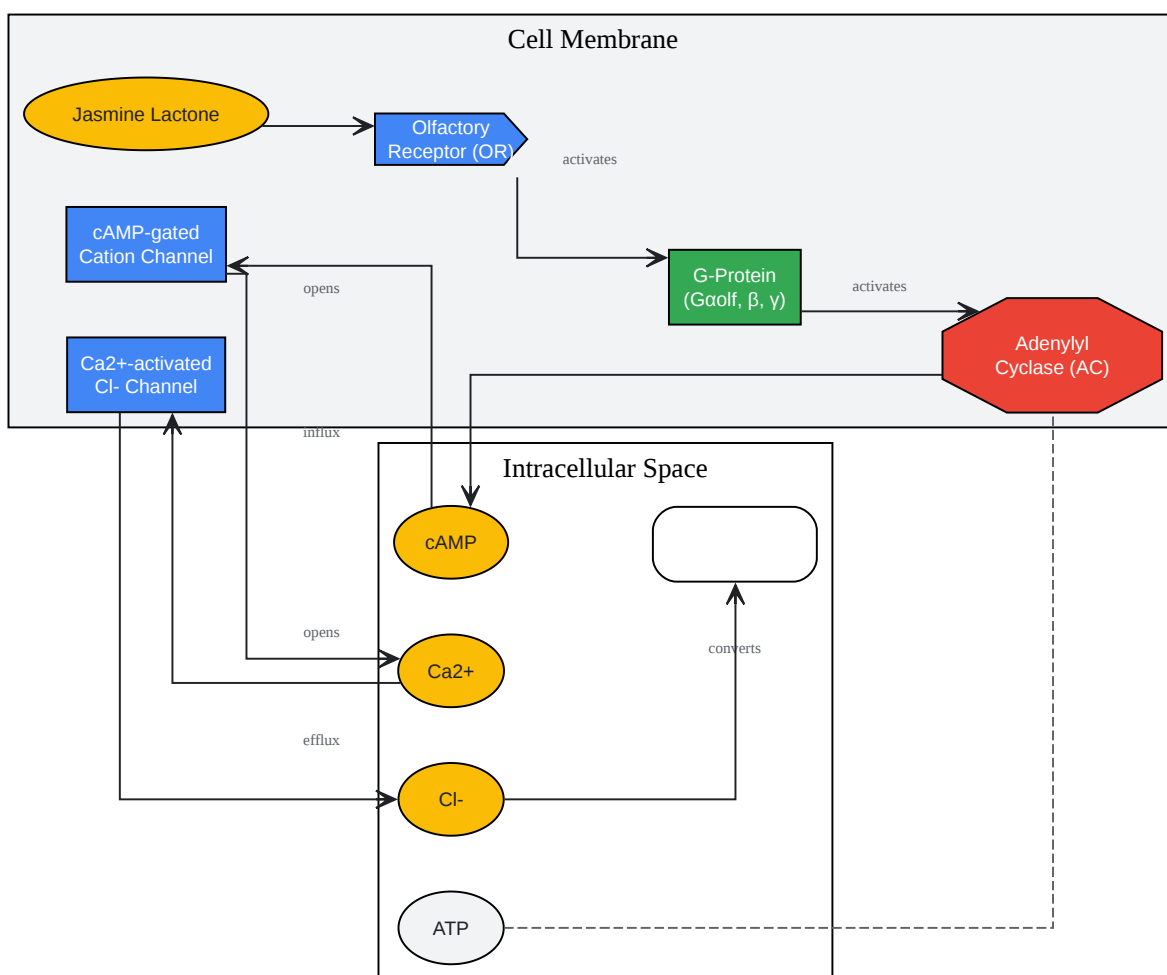 Cell Membrane
Jasmine Lactone
Olfactory
Receptor (OR)
activates
cAMP-gated
Cation Channel
opens
G-Protein
(Gαolf, β, γ)
activates
Adenylyl
Cyclase (AC)
Ca2+-activated
Cl- Channel
influx
Intracellular Space
cAMP
opens
Ca2+
converts
efflux
Cl-
ATP